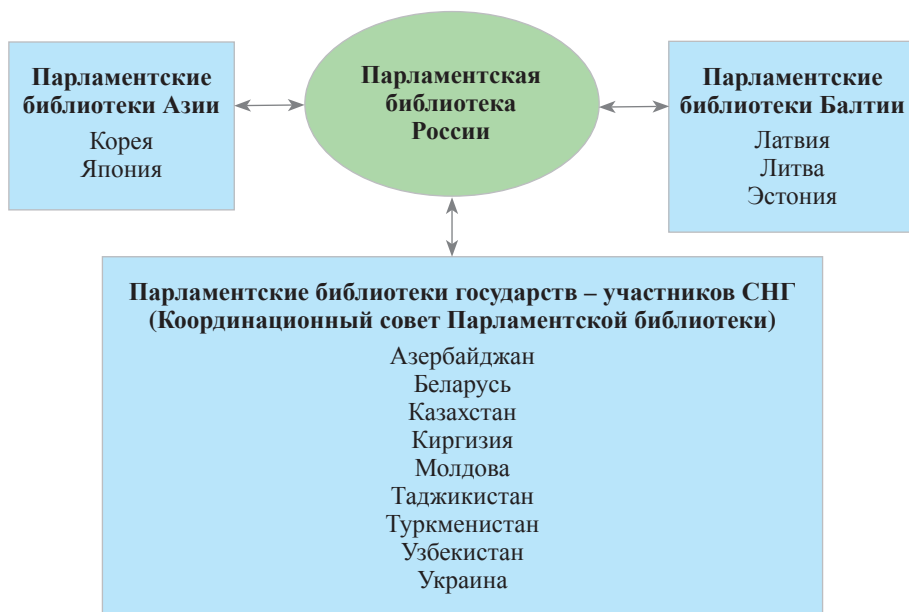 Парламентские
библиотеки Азии
Корея
Япония
Парламентская
библиотека
России
Парламентские
библиотеки Балтии
Латвия
Литва
Эстония
Парламентские библиотеки государств – участников СНГ
(Координационный совет Парламентской библиотеки)
Азербайджан
Беларусь
Казахстан
Киргизия
Молдова
Таджикистан
Туркменистан
Узбекистан
Украина